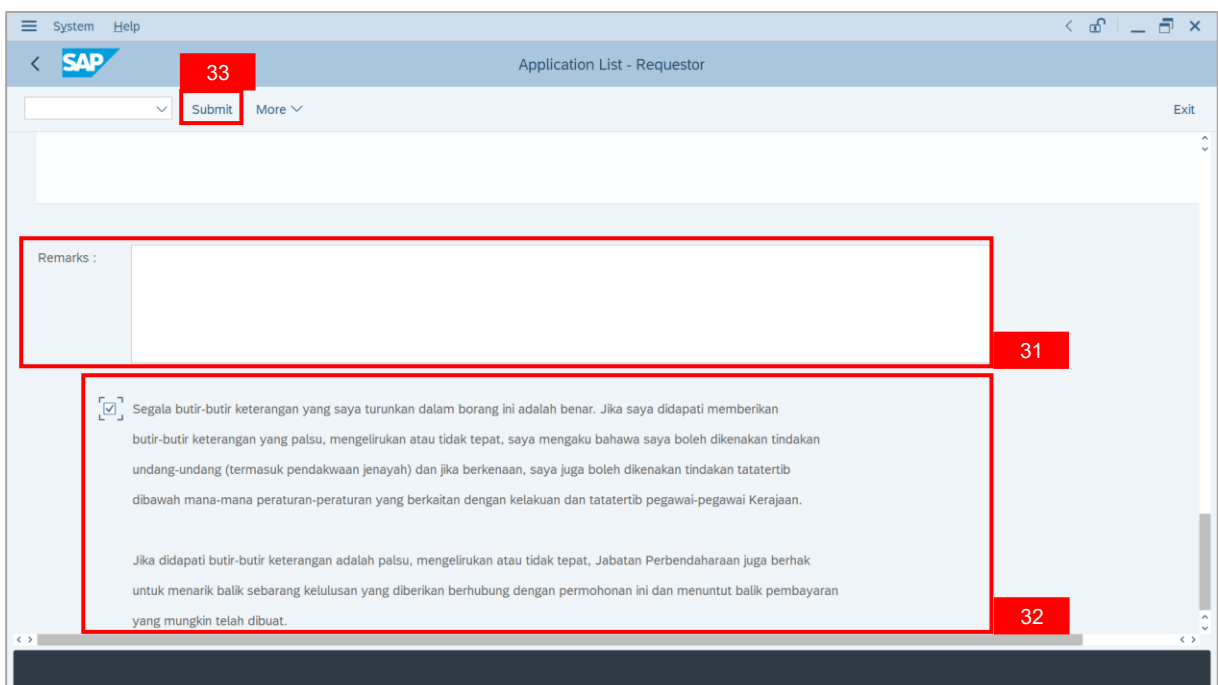 System Help
SAP
33
Application List - Requestor
Submit More
Exit
Remarks :
31
Segala butir-butir keterangan yang saya turunkan dalam borang ini adalah benar. Jika saya didapati memberikan
butir-butir keterangan yang palsu, mengelirukan atau tidak tepat, saya mengaku bahawa saya boleh dikenakan tindakan
undang-undang (termasuk pendakwaan jenayah) dan jika berkenaan, saya juga boleh dikenakan tindakan tatatertib
dibawah mana-mana peraturan-peraturan yang berkaitan dengan kelakuan dan tatatertib pegawai-pegawai Kerajaan.
Jika didapati butir-butir keterangan adalah palsu, mengelirukan atau tidak tepat, Jabatan Perbendaharaan juga berhak
untuk menarik balik sebarang kelulusan yang diberikan berhubung dengan permohonan ini dan menuntut balik pembayaran
yang mungkin telah dibuat.
32